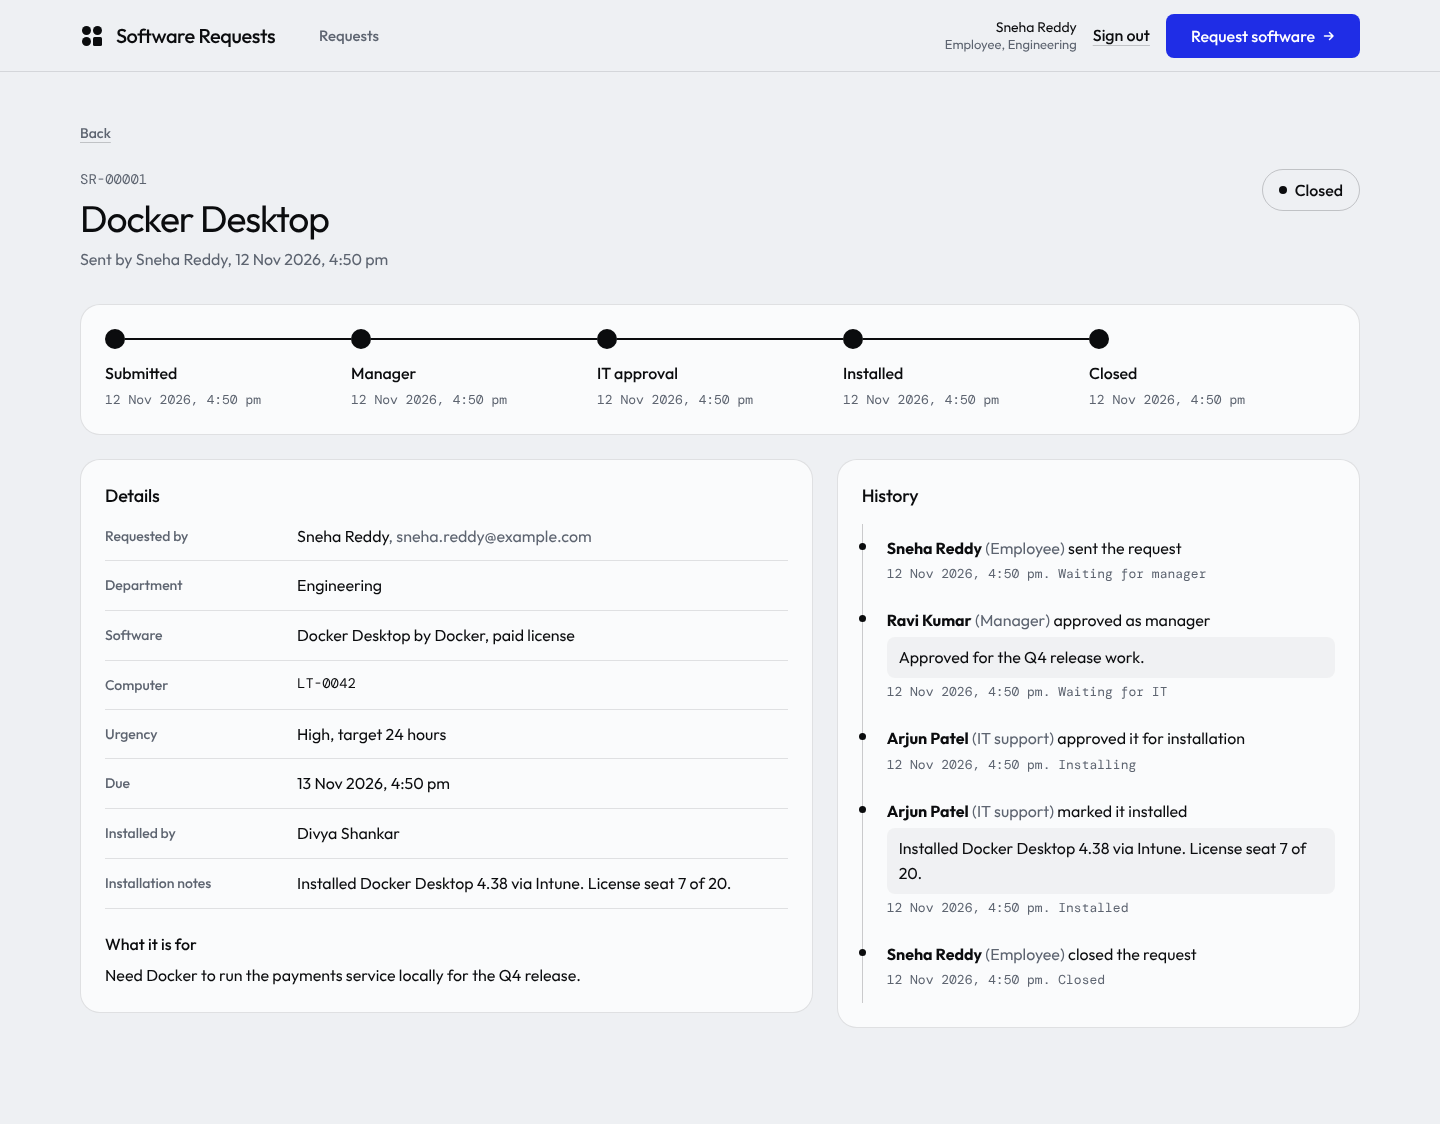 Software Requests
Requests
Sneha Reddy
Employee, Engineering
Sign out
Request software →
Back
SR-00001
Docker Desktop
Sent by Sneha Reddy, 12 Nov 2026, 4:50 pm
Closed
Submitted
12 Nov 2026, 4:50 pm
Manager
12 Nov 2026, 4:50 pm
IT approval
12 Nov 2026, 4:50 pm
Installed
12 Nov 2026, 4:50 pm
Closed
12 Nov 2026, 4:50 pm
Details
Requested by
Sneha Reddy, sneha.reddy@example.com
Department
Engineering
Software
Docker Desktop by Docker, paid license
Computer
LT-0042
Urgency
High, target 24 hours
Due
13 Nov 2026, 4:50 pm
Installed by
Divya Shankar
Installation notes
Installed Docker Desktop 4.38 via Intune. License seat 7 of 20.
What it is for
Need Docker to run the payments service locally for the Q4 release.
History
Sneha Reddy (Employee) sent the request
12 Nov 2026, 4:50 pm. Waiting for manager
Ravi Kumar (Manager) approved as manager
Approved for the Q4 release work.
12 Nov 2026, 4:50 pm. Waiting for IT
Arjun Patel (IT support) approved it for installation
12 Nov 2026, 4:50 pm. Installing
Arjun Patel (IT support) marked it installed
Installed Docker Desktop 4.38 via Intune. License seat 7 of
20.
12 Nov 2026, 4:50 pm. Installed
Sneha Reddy (Employee) closed the request
12 Nov 2026, 4:50 pm. Closed